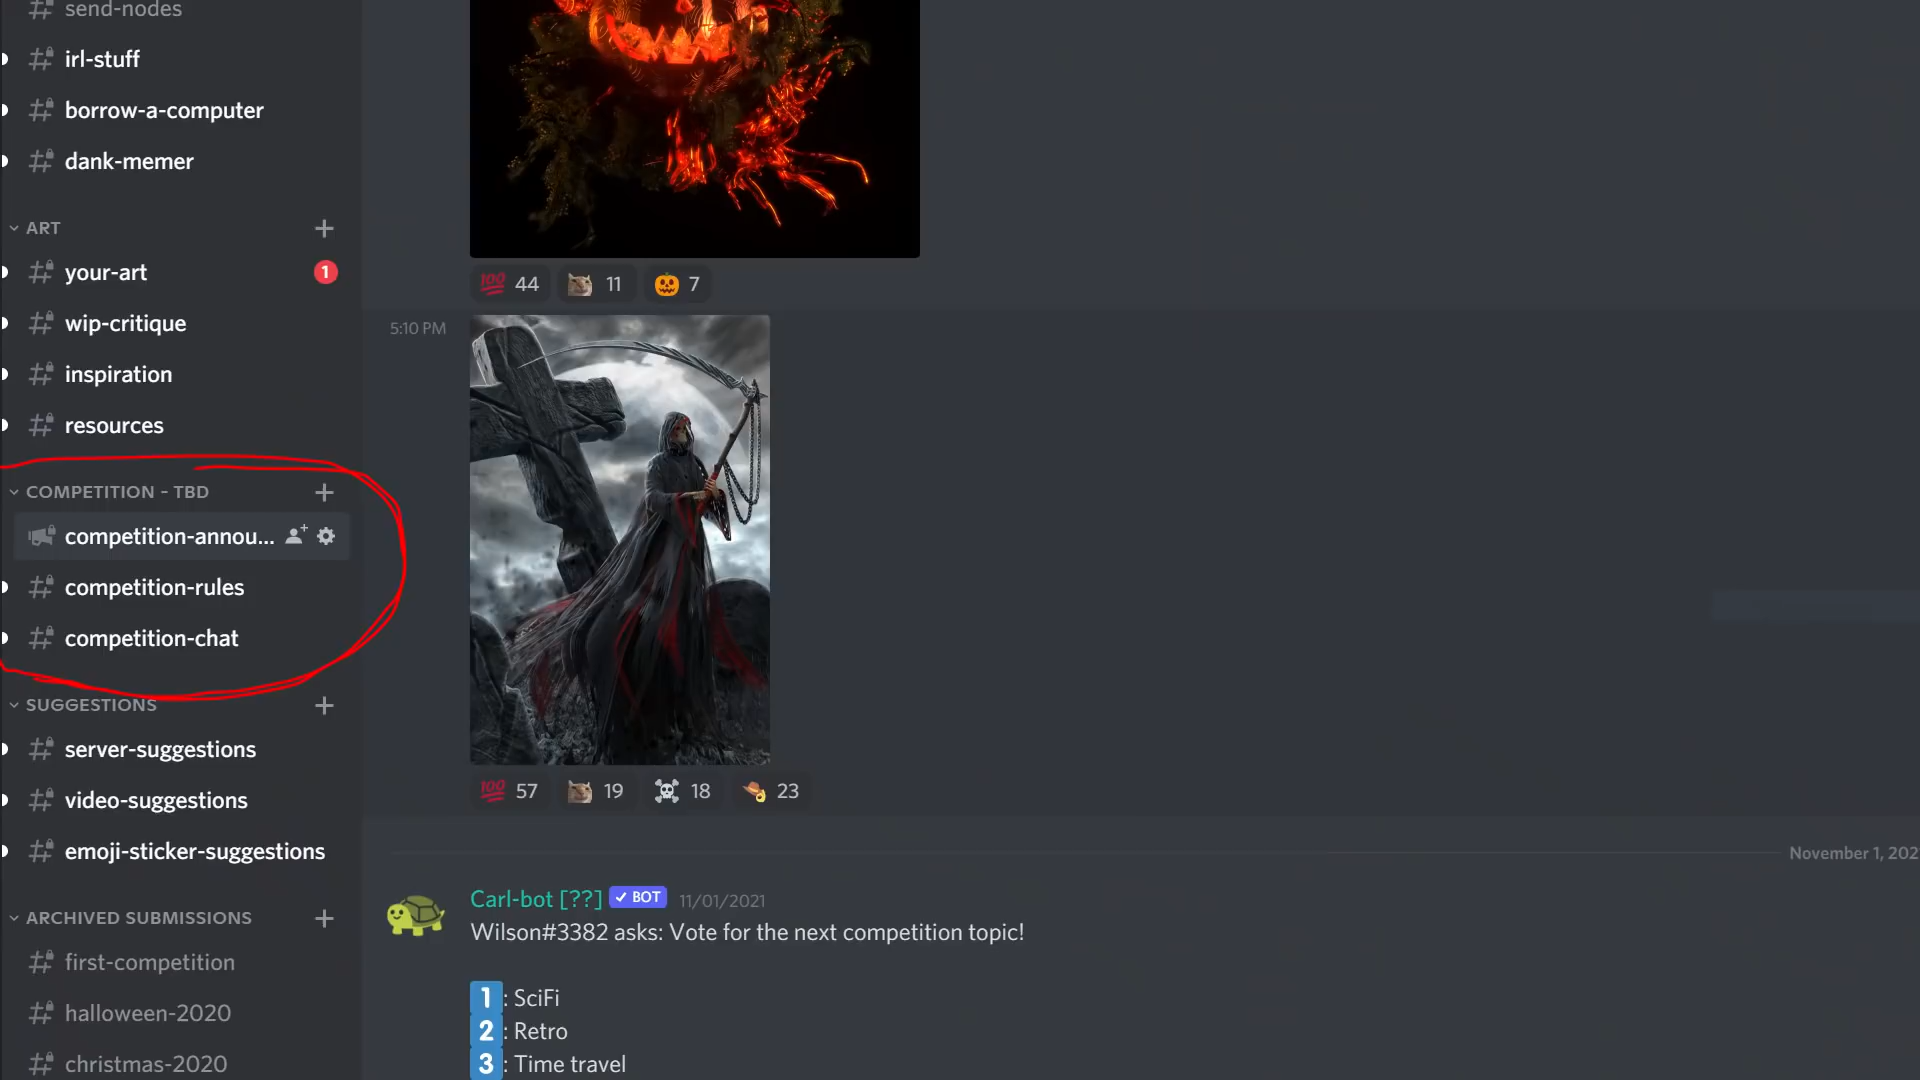 send-nodes
irl-stuff
borrow-a-computer
dank-memer
ART
your-art 1
wip-critique
inspiration
resources
COMPETITION - TBD
competition-annou...
competition-rules
competition-chat
SUGGESTIONS
server-suggestions
video-suggestions
emoji-sticker-suggestions
ARCHIVED SUBMISSIONS
first-competition
halloween-2020
christmas-2020
100 44 11 7
5:10 PM
100 57 19 18 23
November 1, 202
Carl-bot [??] BOT 11/01/2021
Wilson#3382 asks: Vote for the next competition topic!
1 : SciFi
2 : Retro
3 : Time travel